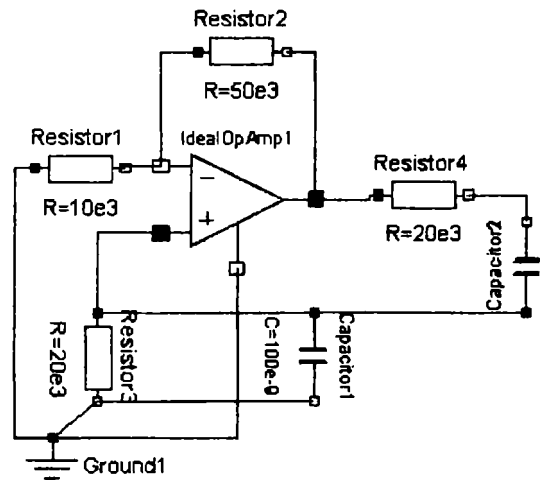 Resistor2
R=50e3
Resistor1
IdealOpAmp1
Resistor4
R=10e3
R=20e3
Capacitor2
R=20e3
Resistor3
C=100e-9
Capacitor1
Ground1